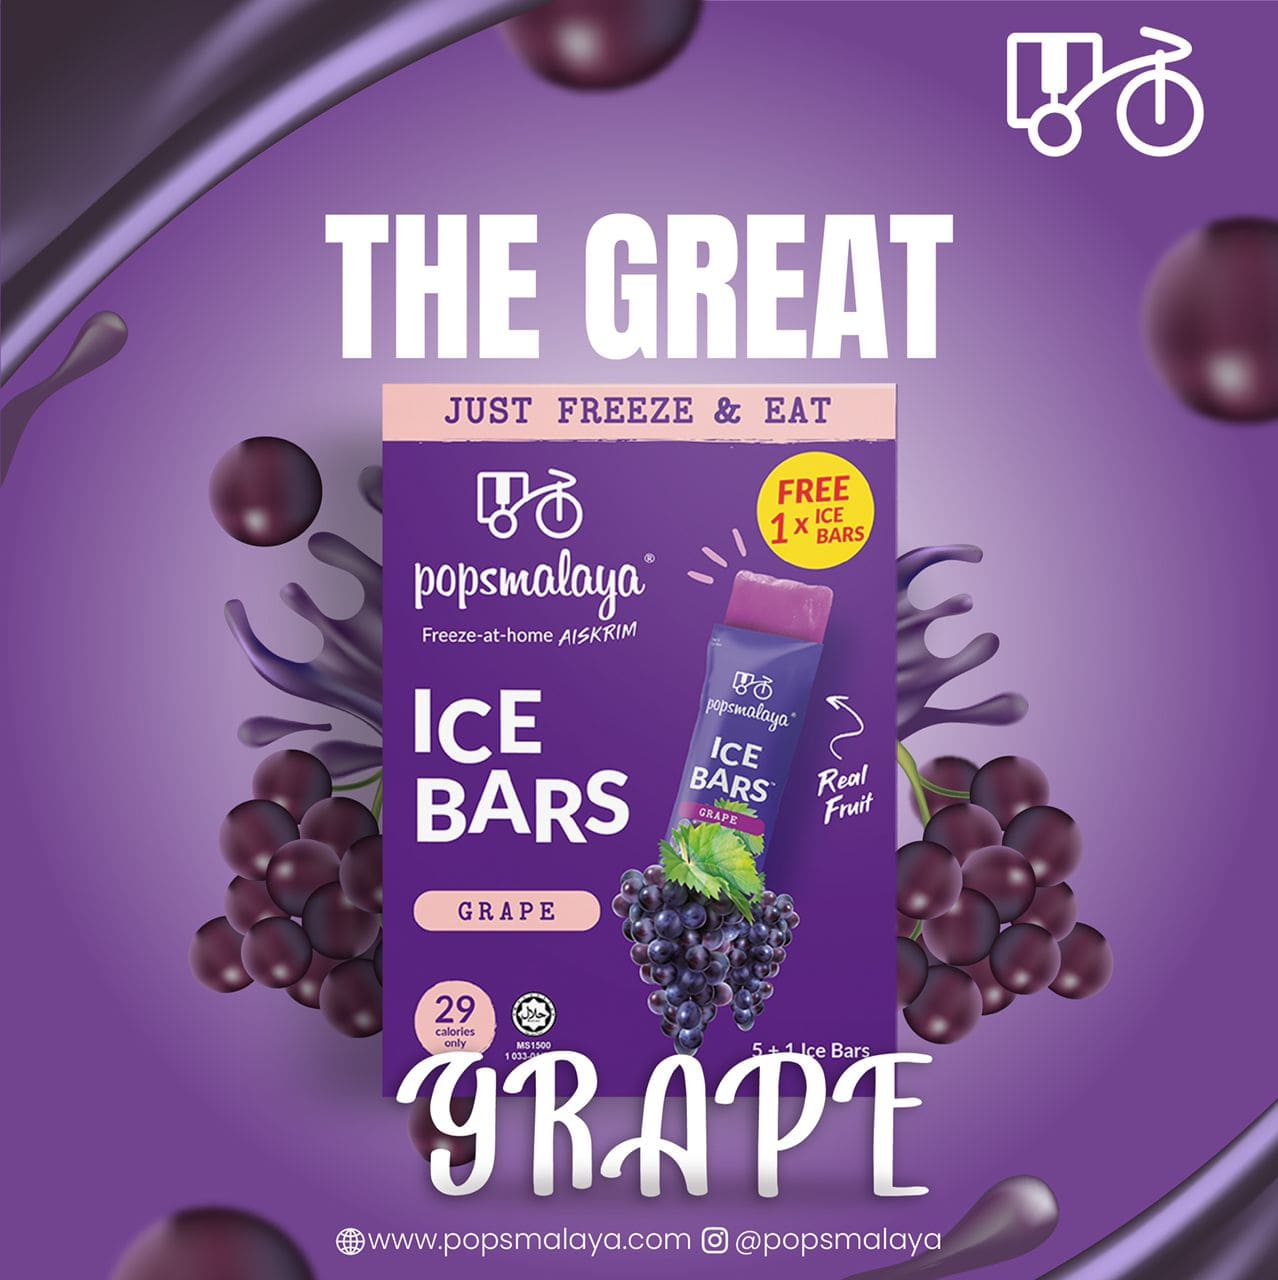 THE GREAT
JUST FREEZE & EAT
FREE
1 x ICE
BARS
popsmalaya®
Freeze-at-home AISKRIM
popsmalaya®
ICE
BARS
ICE
BARS™
GRAPE
Real
Fruit
GRAPE
29
calories
only
حلال
MS1500
5 + 1 Ice Bars
GRAPE
www.popsmalaya.com @popsmalaya